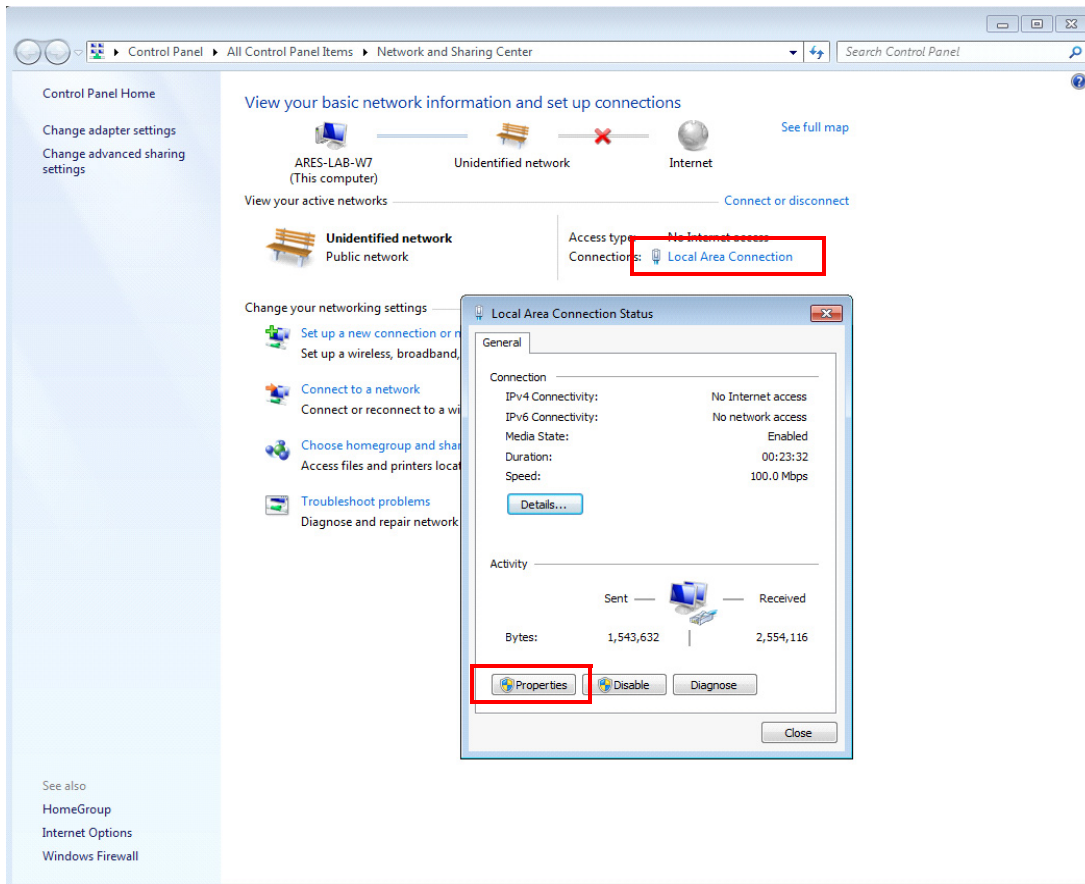 Control Panel ▸ All Control Panel Items ▸ Network and Sharing Center
Search Control Panel
Control Panel Home
Change adapter settings
Change advanced sharing
settings
View your basic network information and set up connections
See full map
ARES-LAB-W7
(This computer)
Unidentified network
Internet
View your active networks
Connect or disconnect
Unidentified network
Public network
Access type: No Internet access
Connections: Local Area Connection
Change your networking settings
Set up a new connection or n
Set up a wireless, broadband,
Connect to a network
Connect or reconnect to a wi
Choose homegroup and shar
Access files and printers locat
Troubleshoot problems
Diagnose and repair network
Local Area Connection Status
General
Connection
IPv4 Connectivity: No Internet access
IPv6 Connectivity: No network access
Media State: Enabled
Duration: 00:23:32
Speed: 100.0 Mbps
Details...
Activity
Sent
Received
Bytes: 1,543,632 2,554,116
Properties
Disable
Diagnose
Close
See also
HomeGroup
Internet Options
Windows Firewall